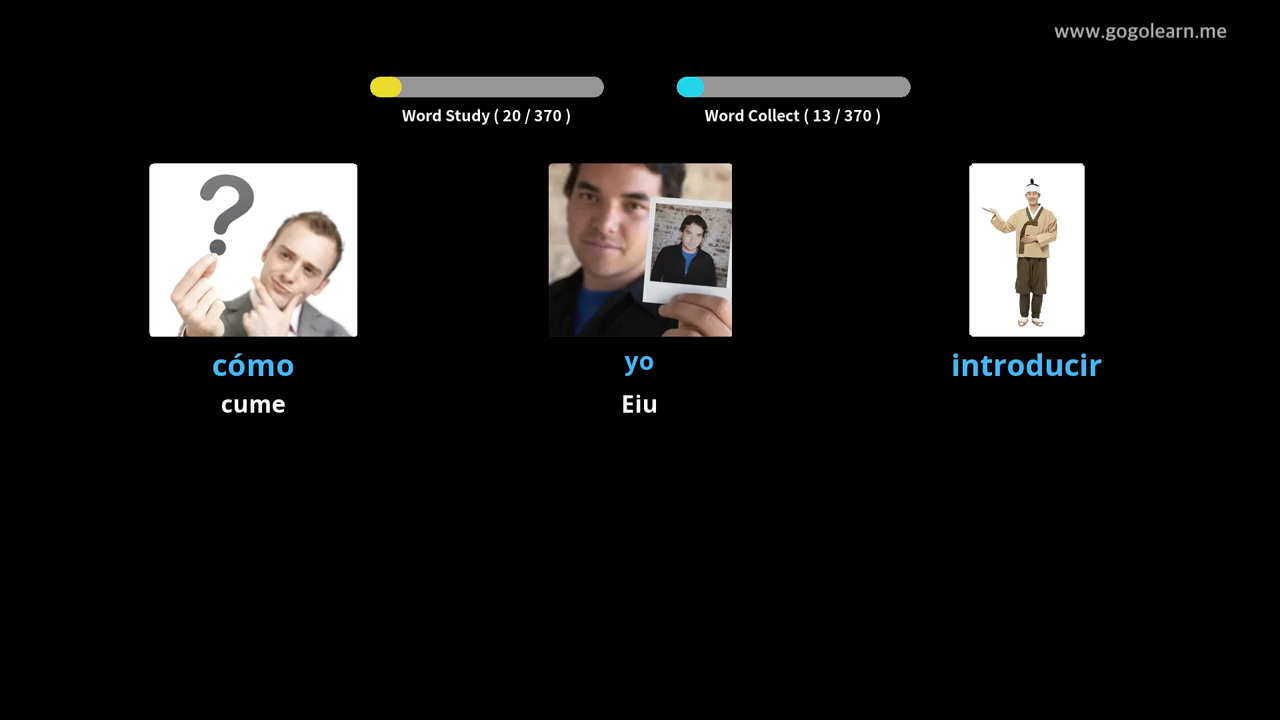 www.gogolearn.me
Word Study ( 20 / 370 )
Word Collect ( 13 / 370 )
cómo
yo
introducir
cume
Eiu